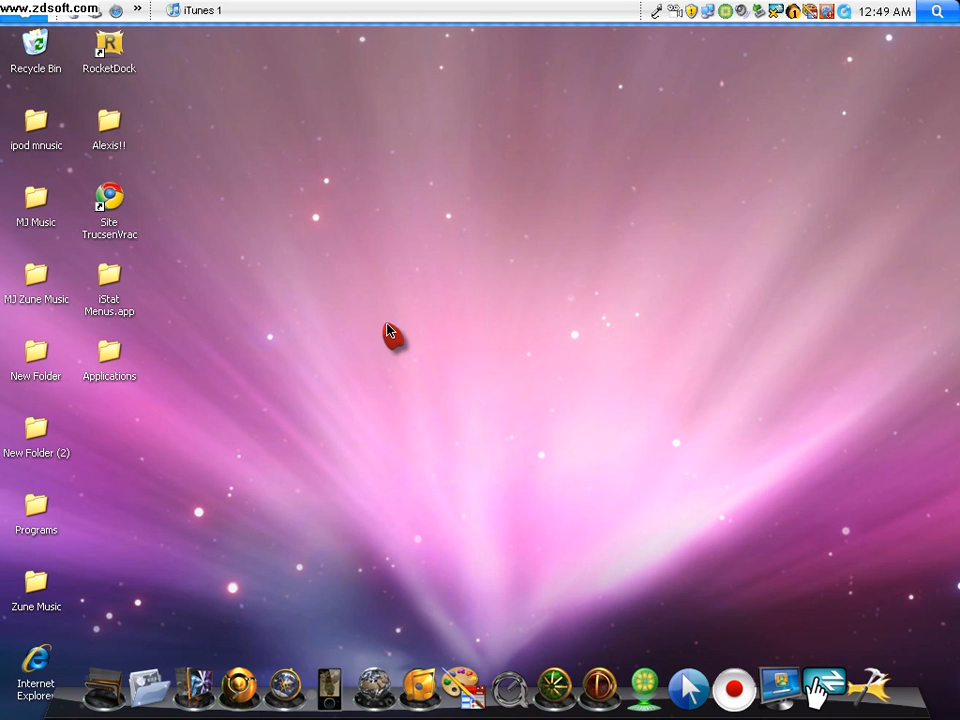 www.zdsoft.com
» iTunes 1 12:49 AM
Recycle Bin RocketDock
ipod mnusic Alexis!!
MJ Music Site
TrucsenVrac
MJ Zune Music iStat
Menus.app
New Folder Applications
New Folder (2)
Programs
Zune Music
Internet
Explorer